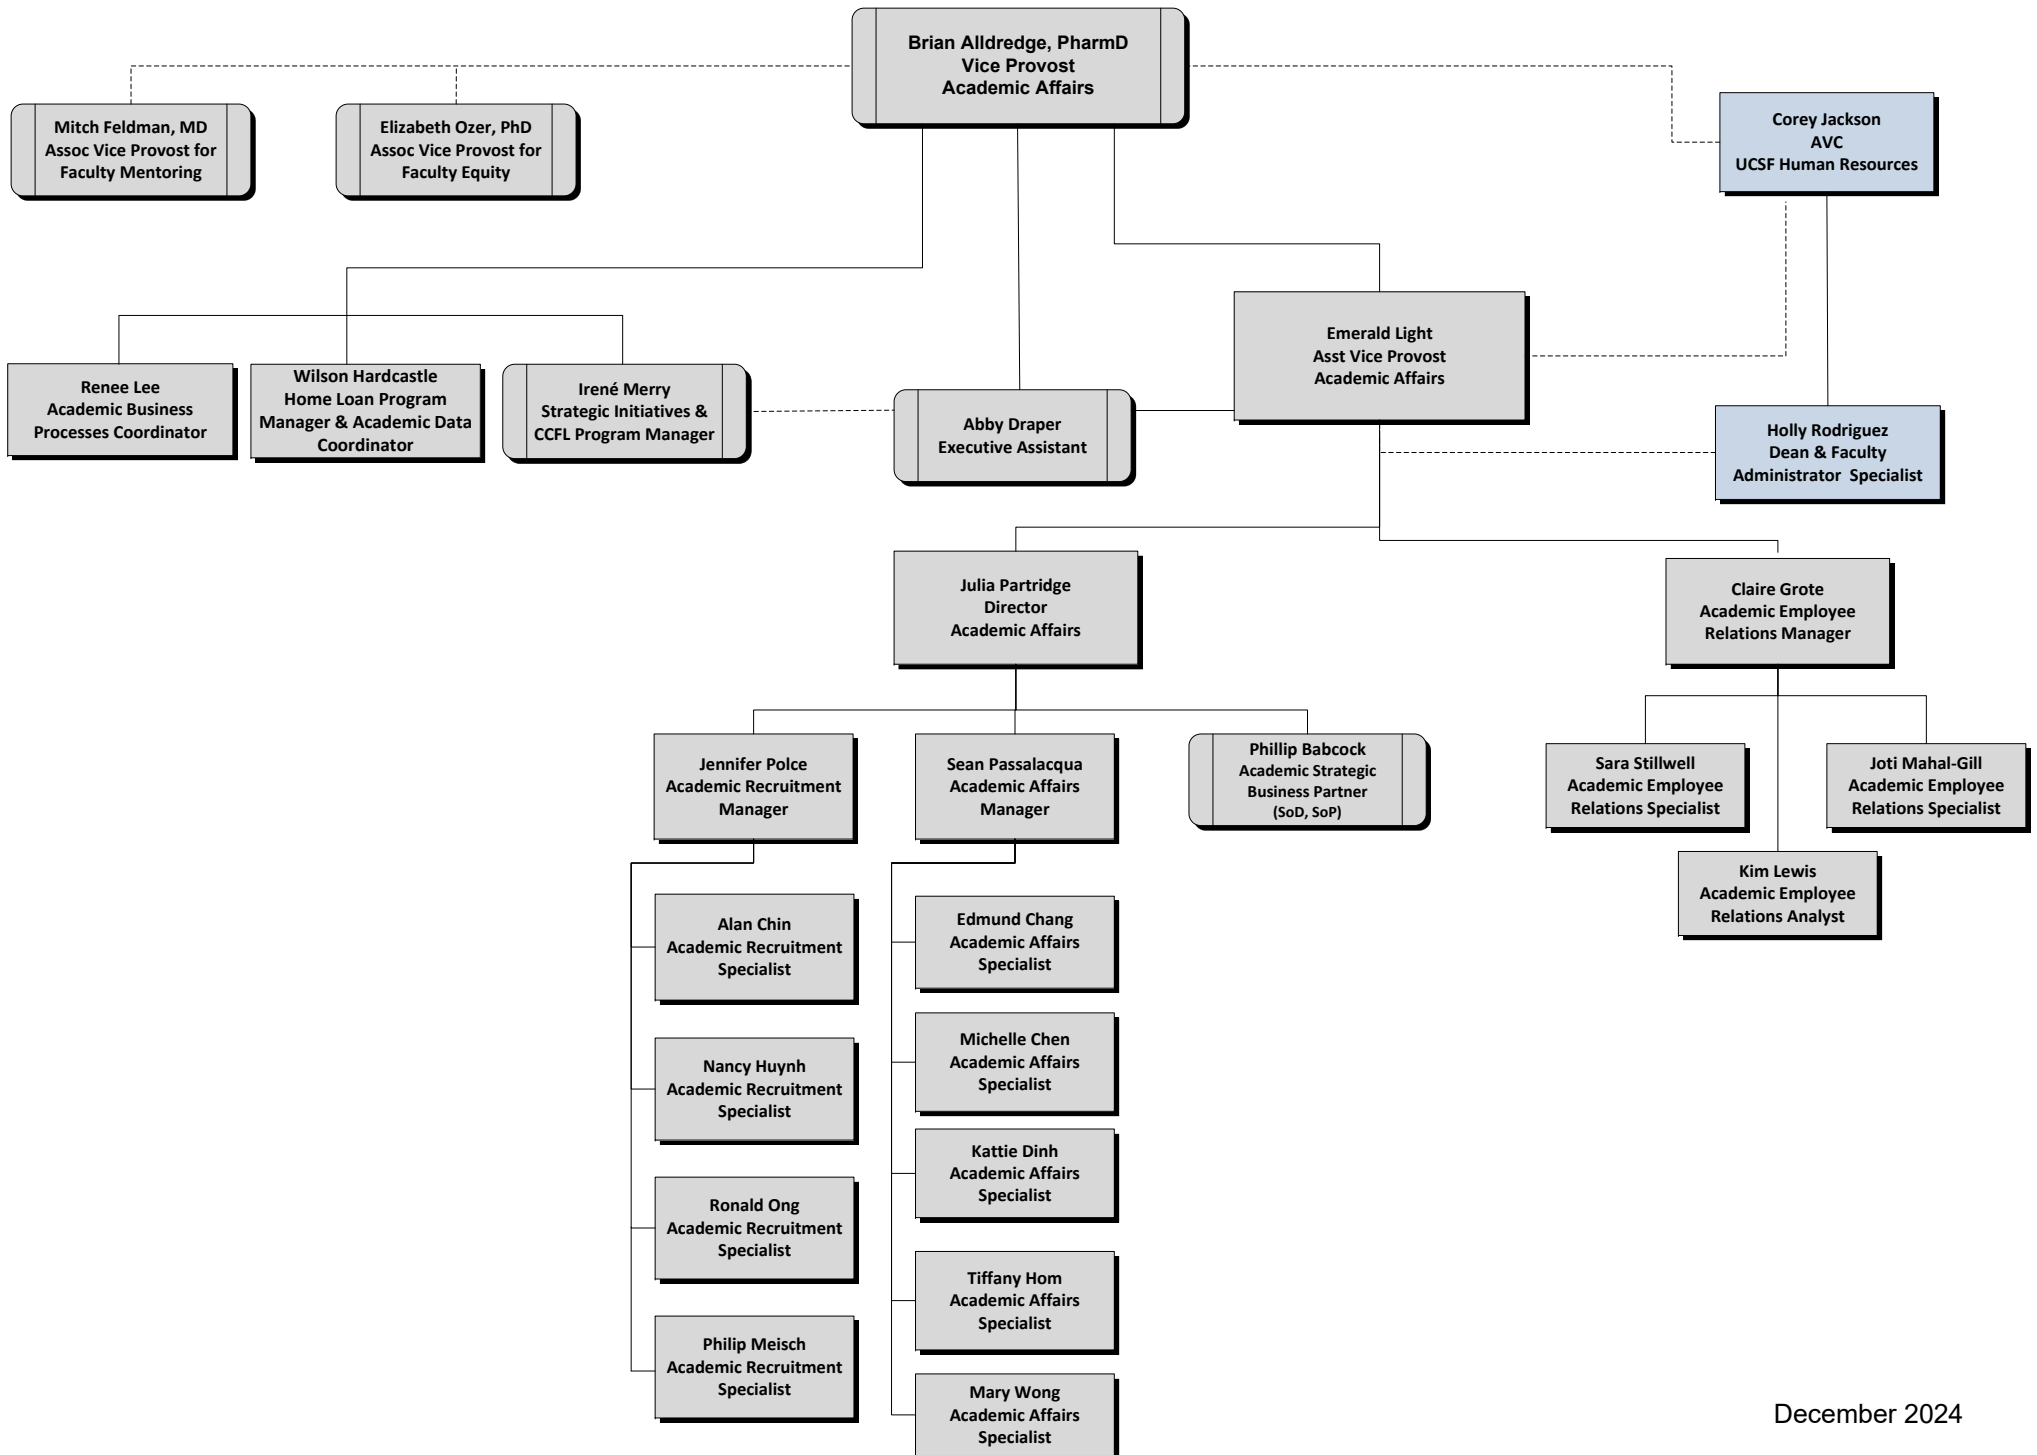 Brian Alldredge, PharmD
Vice Provost
Academic Affairs
Mitch Feldman, MD
Assoc Vice Provost for
Faculty Mentoring
Elizabeth Ozer, PhD
Assoc Vice Provost for
Faculty Equity
Corey Jackson
AVC
UCSF Human Resources
Emerald Light
Asst Vice Provost
Academic Affairs
Renee Lee
Academic Business
Processes Coordinator
Wilson Hardcastle
Home Loan Program
Manager & Academic Data
Coordinator
Irené Merry
Strategic Initiatives &
CCFL Program Manager
Abby Draper
Executive Assistant
Holly Rodriguez
Dean & Faculty
Administrator  Specialist
Julia Partridge
Director
Academic Affairs
Claire Grote
Academic Employee
Relations Manager
Jennifer Polce
Academic Recruitment
Manager
Sean Passalacqua
Academic Affairs
Manager
Phillip Babcock
Academic Strategic
Business Partner
(SoD, SoP)
Sara Stillwell
Academic Employee
Relations Specialist
Joti Mahal-Gill
Academic Employee
Relations Specialist
Kim Lewis
Academic Employee
Relations Analyst
Alan Chin
Academic Recruitment
Specialist
Nancy Huynh
Academic Recruitment
Specialist
Ronald Ong
Academic Recruitment
Specialist
Philip Meisch
Academic Recruitment
Specialist
Edmund Chang
Academic Affairs
Specialist
Michelle Chen
Academic Affairs
Specialist
Kattie Dinh
Academic Affairs
Specialist
Tiffany Hom
Academic Affairs
Specialist
Mary Wong
Academic Affairs
Specialist
December 2024